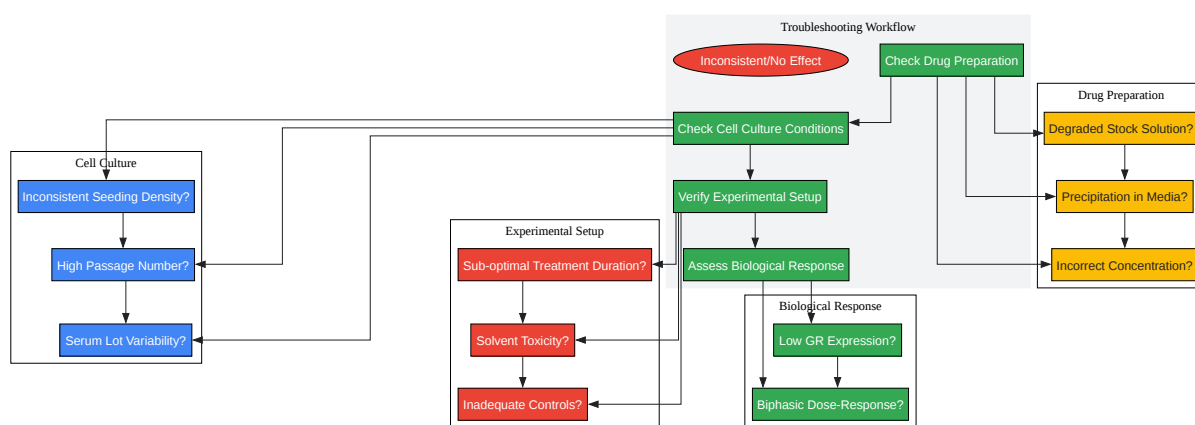 Troubleshooting Workflow
Inconsistent/No Effect
Check Drug Preparation
Check Cell Culture Conditions
Verify Experimental Setup
Assess Biological Response
Drug Preparation
Degraded Stock Solution?
Precipitation in Media?
Incorrect Concentration?
Cell Culture
Inconsistent Seeding Density?
High Passage Number?
Serum Lot Variability?
Experimental Setup
Sub-optimal Treatment Duration?
Solvent Toxicity?
Inadequate Controls?
Biological Response
Low GR Expression?
Biphasic Dose-Response?